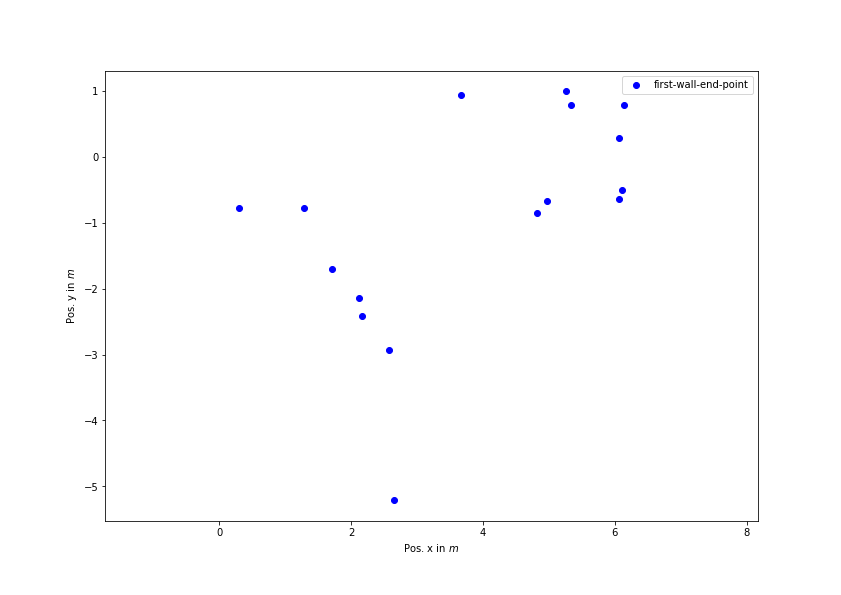 first-wall-end-point
1
0
−1
−2
−3
−4
−5
Pos. y in m
0 2 4 6 8
Pos. x in m